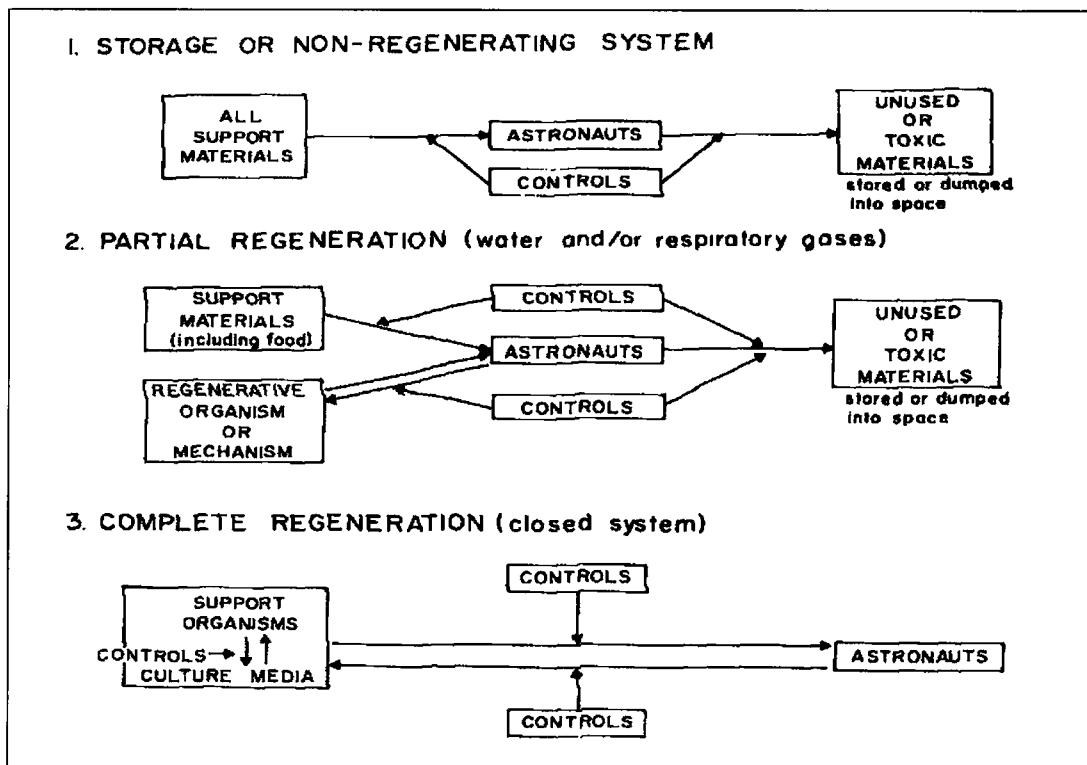 1. STORAGE OR NON-REGENERATING SYSTEM
ALL
SUPPORT
MATERIALS
ASTRONAUTS
CONTROLS
UNUSED
OR
TOXIC
MATERIALS
stored or dumped
into space
2. PARTIAL REGENERATION (water and/or respiratory gases)
SUPPORT
MATERIALS
(including food)
REGENERATIVE
ORGANISM
OR
MECHANISM
CONTROLS
ASTRONAUTS
CONTROLS
UNUSED
OR
TOXIC
MATERIALS
stored or dumped
into space
3. COMPLETE REGENERATION (closed system)
SUPPORT
ORGANISMS
CONTROLS
CULTURE MEDIA
CONTROLS
CONTROLS
ASTRONAUTS